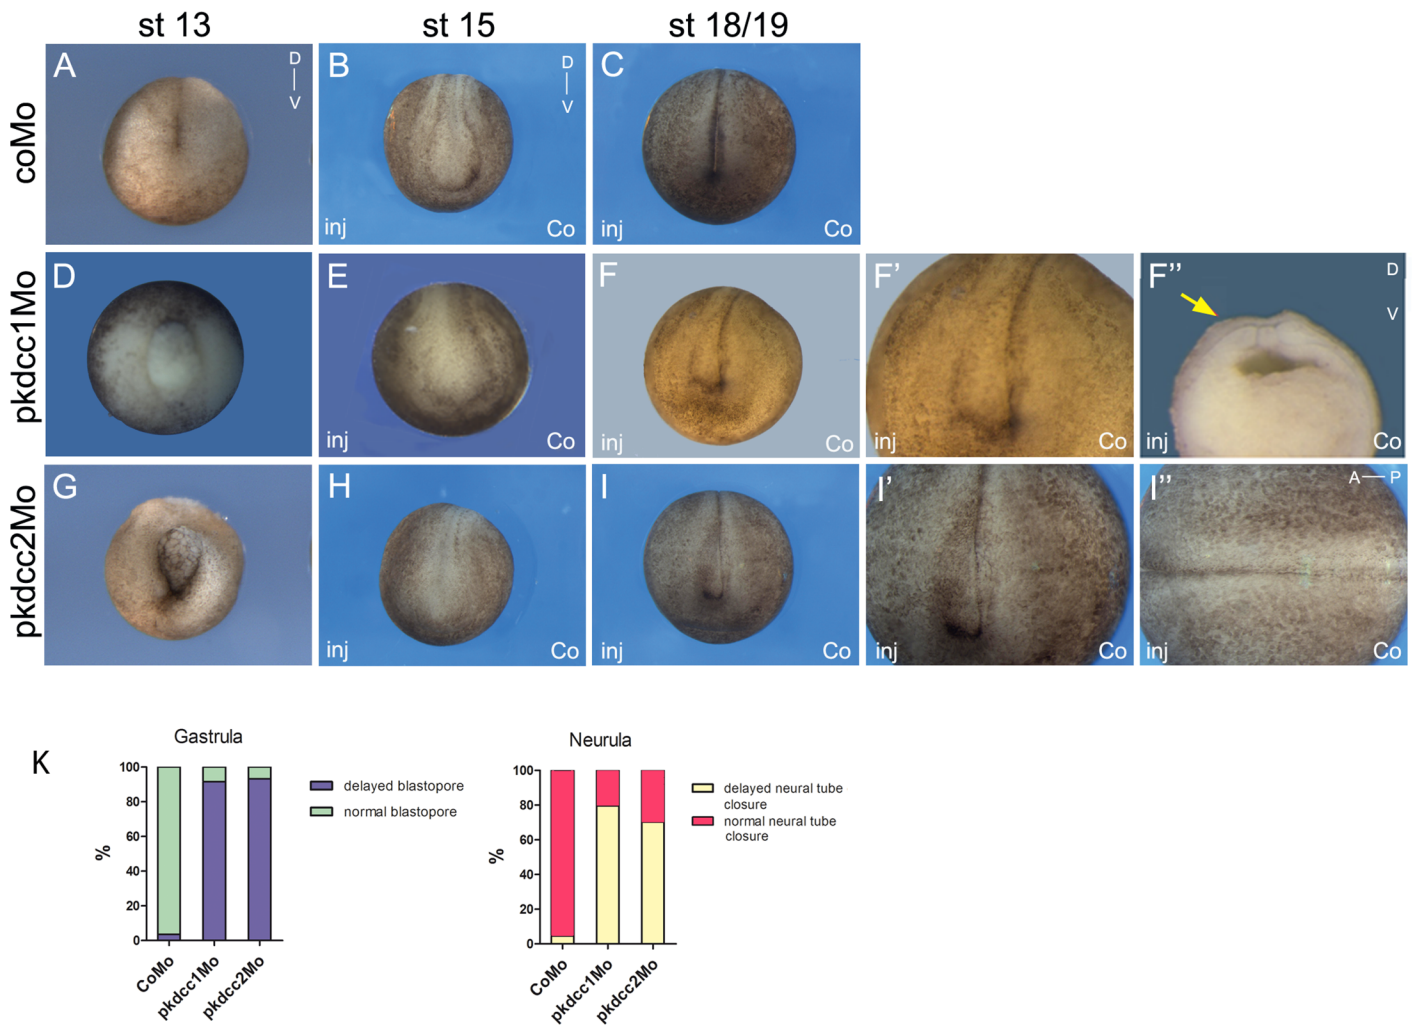 st 13 st 15 st 18/19
coMo
A D V
B D V inj Co
C inj Co
pkdcc1Mo
D
E inj Co
F inj Co
F' inj Co
F'' D V inj Co
pkdcc2Mo
G
H inj Co
I inj Co
I' inj Co
I'' A P inj Co
K
Gastrula
100
80
60
40
20
0
%
CoMo pkdcc1Mo pkdcc2Mo
delayed blastopore
normal blastopore
Neurula
100
80
60
40
20
0
%
CoMo pkdcc1Mo pkdcc2Mo
delayed neural tube
closure
normal neural tube
closure